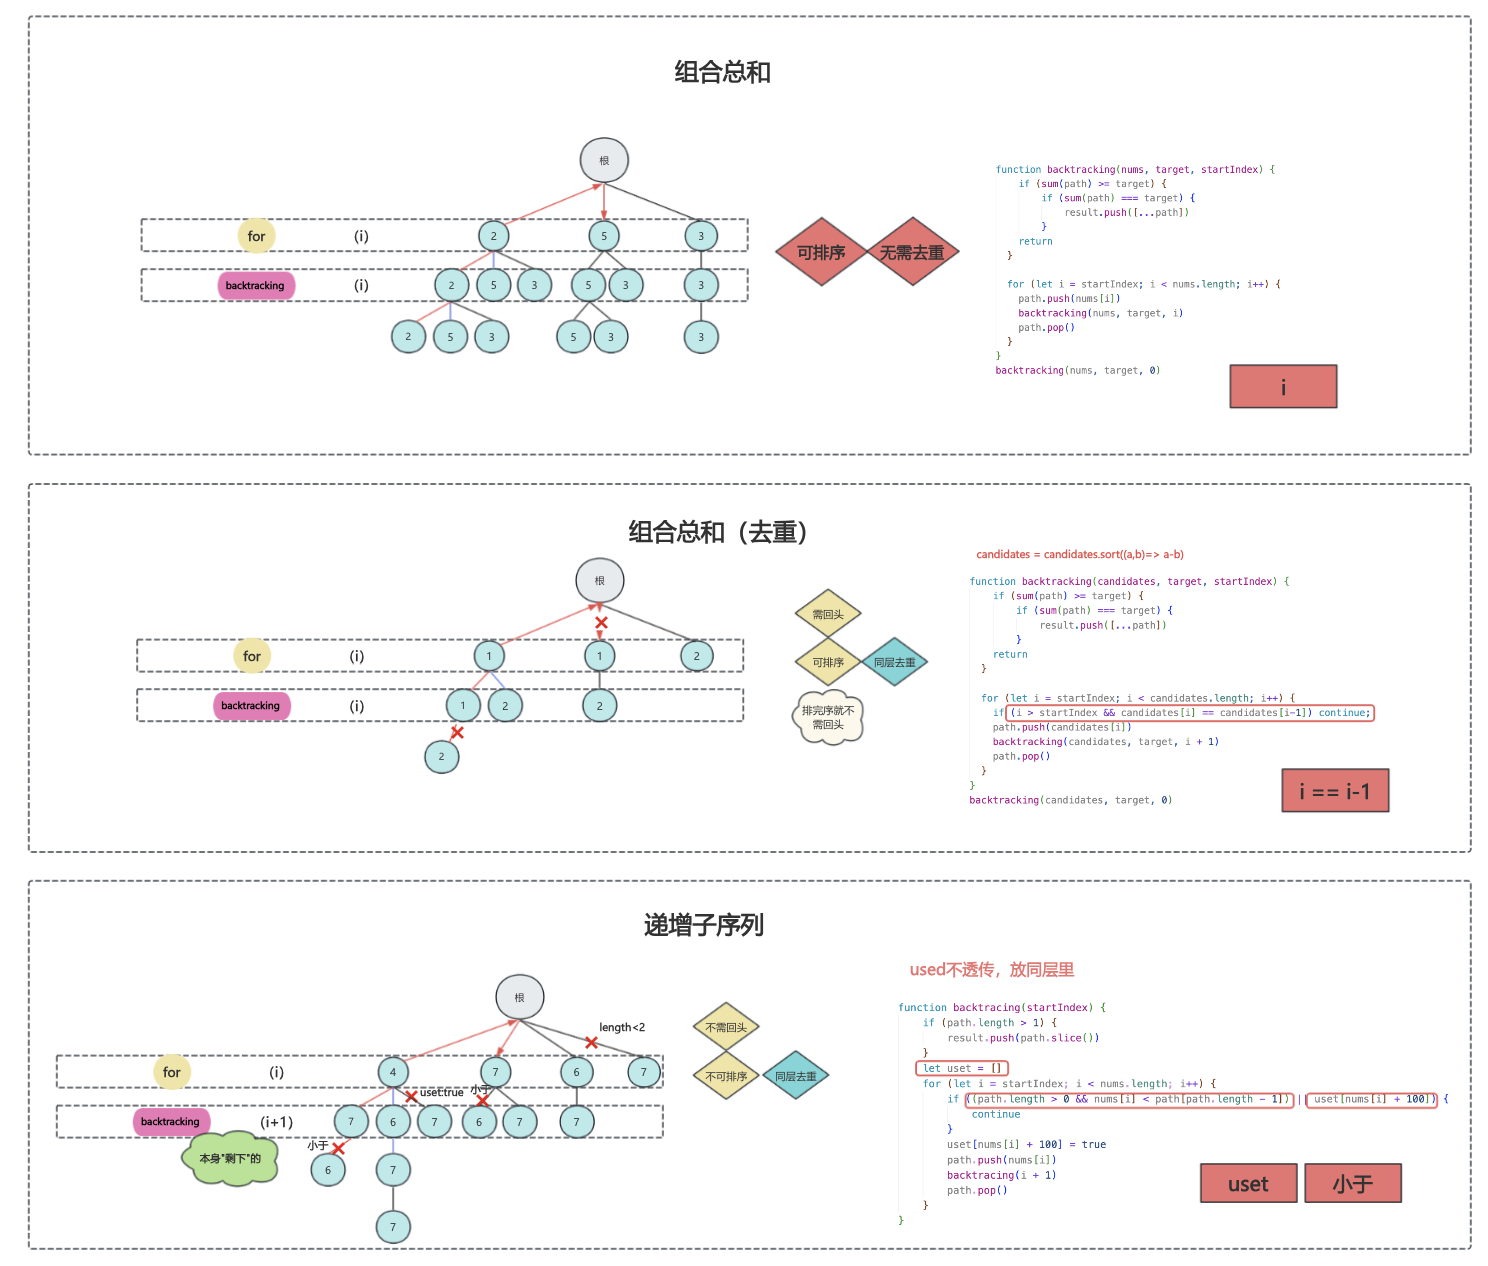 组合总和
根
for
(i)
2
5
3
backtracking
(i)
2
5
3
5
3
3
2
5
3
5
3
3
可排序
无需去重
function backtracking(nums, target, startIndex) {
if (sum(path) >= target) {
if (sum(path) === target) {
result.push([...path])
}
return
}
for (let i = startIndex; i < nums.length; i++) {
path.push(nums[i])
backtracking(nums, target, i)
path.pop()
}
}
backtracking(nums, target, 0)
i
组合总和（去重）
根
for
(i)
1
1
2
backtracking
(i)
1
2
2
2
需回头
可排序
同层去重
排完序就不
需回头
candidates = candidates.sort((a,b)=> a-b)
function backtracking(candidates, target, startIndex) {
if (sum(path) >= target) {
if (sum(path) === target) {
result.push([...path])
}
return
}
for (let i = startIndex; i < candidates.length; i++) {
if (i > startIndex && candidates[i] == candidates[i-1]) continue;
path.push(candidates[i])
backtracking(candidates, target, i + 1)
path.pop()
}
}
backtracking(candidates, target, 0)
i == i-1
递增子序列
根
length<2
for
(i)
4
7
6
7
uset:true
小于
backtracking
(i+1)
7
6
7
6
7
7
本身"剩下"的
小于
6
7
7
不需回头
不可排序
同层去重
used不透传，放同层里
function backtracing(startIndex) {
if (path.length > 1) {
result.push(path.slice())
}
let uset = []
for (let i = startIndex; i < nums.length; i++) {
if ((path.length > 0 && nums[i] < path[path.length - 1]) || uset[nums[i] + 100]) {
continue
}
uset[nums[i] + 100] = true
path.push(nums[i])
backtracing(i + 1)
path.pop()
}
}
uset
小于